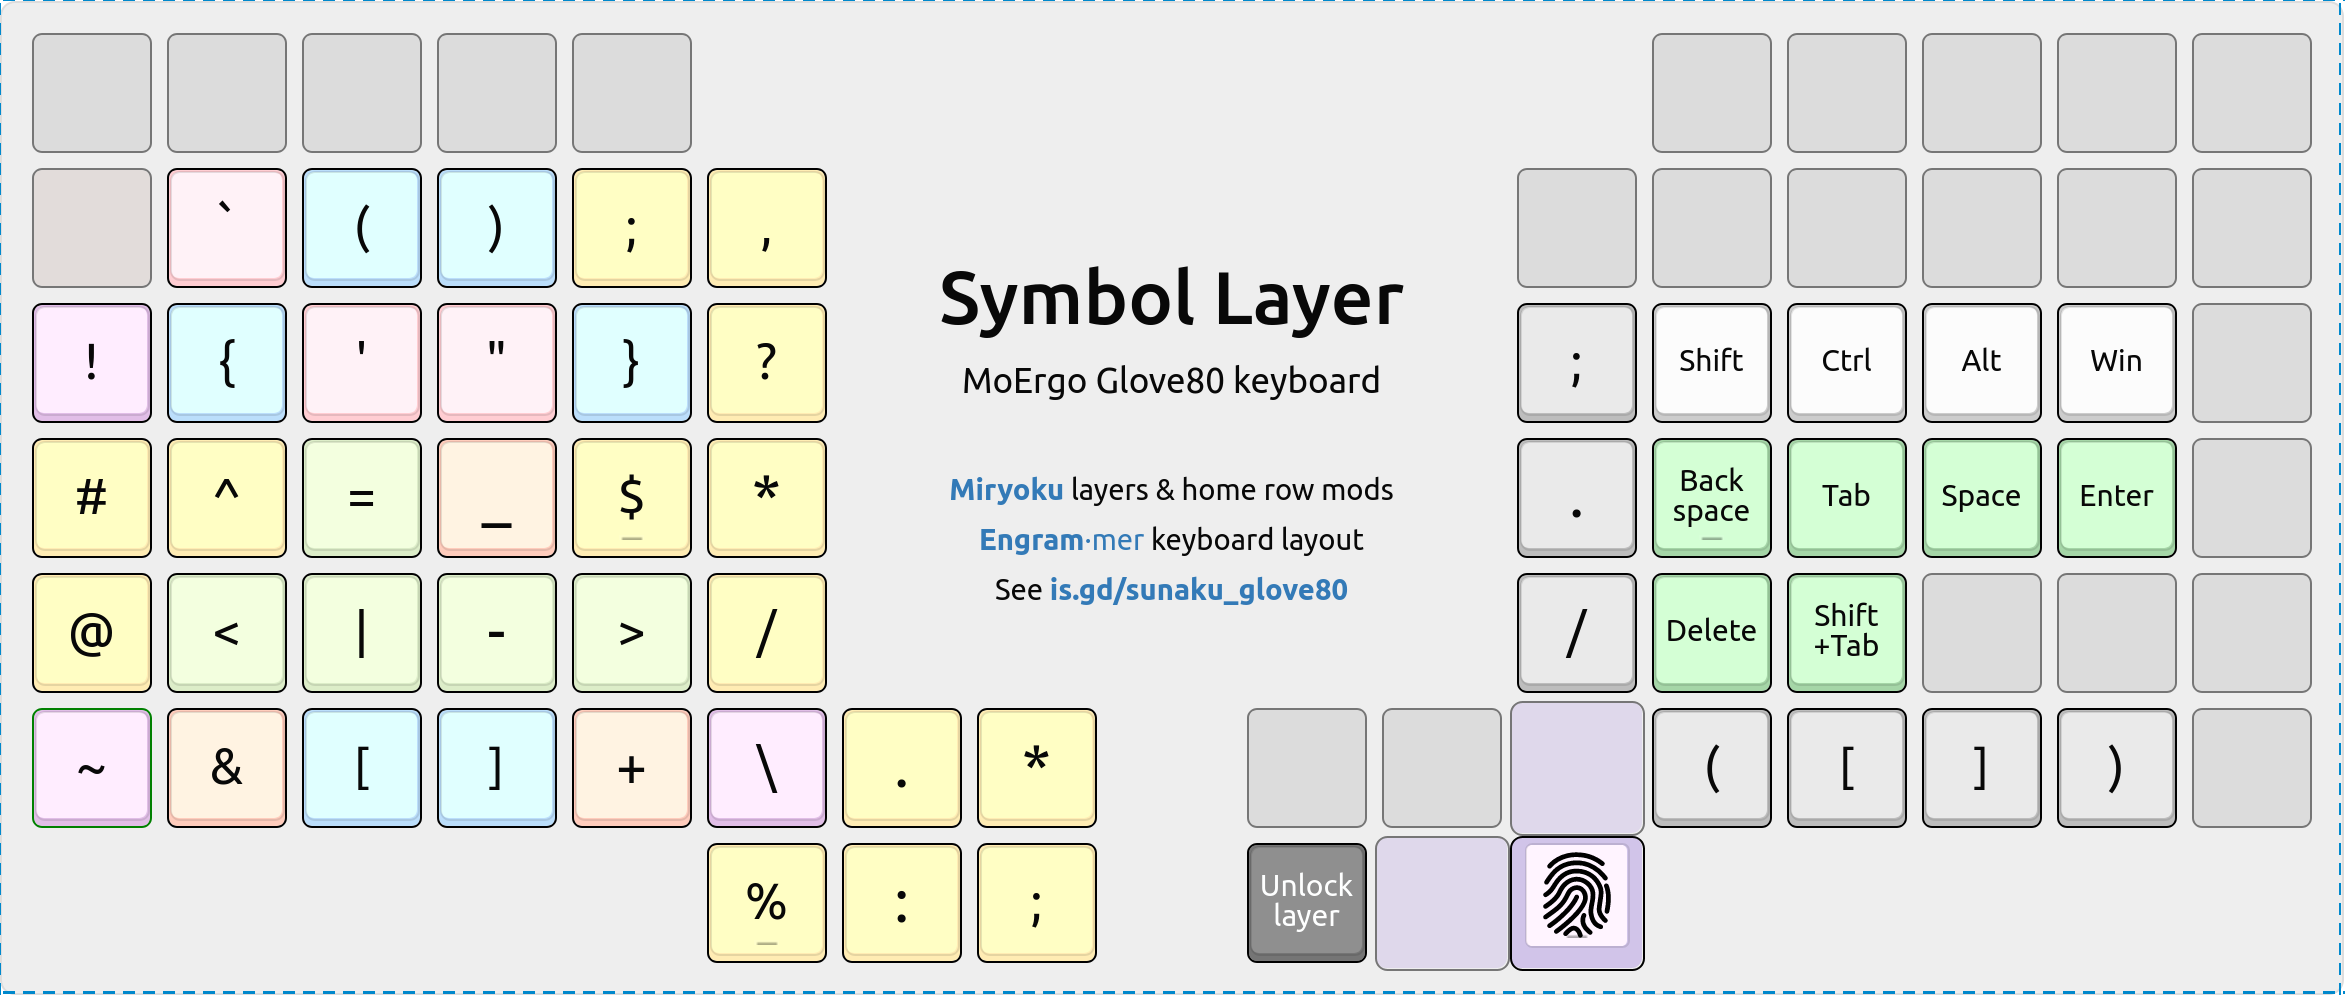 ` ( ) ; ,
Symbol Layer
! { ' " } ?
; Shift Ctrl Alt Win
MoErgo Glove80 keyboard
# ^ = _ $ *
. Back space Tab Space Enter
Miryoku layers & home row mods
Engram·mer keyboard layout
See is.gd/sunaku_glove80
@ < | - > /
/ Delete Shift +Tab
~ & [ ] + \ . *
( [ ] )
% : ;
Unlock layer